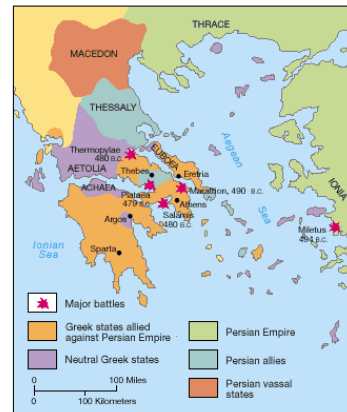 THRACE
MACEDON
THESSALY
Aegean
Sea
Thermopylae
480 B.C.
EUBOEA
AETOLIA
Thebes
Eretria
ACHAEA
Plataea
479 B.C.
Marathon, 490 B.C.
Athens
IONIA
Argos
Salamis
480 B.C.
Miletus
494 B.C.
Ionian
Sea
Sparta
Major battles
Greek states allied
against Persian Empire
Neutral Greek states
Persian Empire
Persian allies
Persian vassal
states
0 100 Miles
0 100 Kilometers